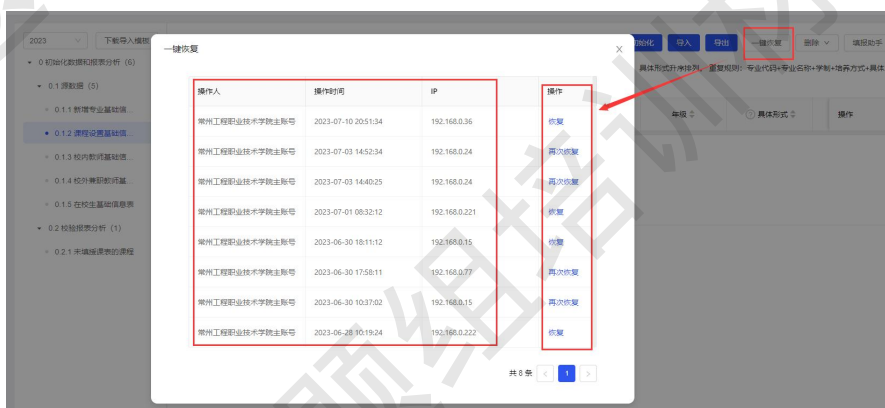 2023
下载导入模板
初始化
导入
导出
一键恢复
删除
填报助手
0 初始化数据和报表分析 (6)
具体形式升序排列。重复规则：专业代码+专业名称+学制+培养方式+具体
0.1 源数据 (5)
0.1.1 新增专业基础信...
0.1.2 课程设置基础信...
0.1.3 校内教师基础信...
0.1.4 校外兼职教师基...
0.1.5 在校生基础信息表
0.2 校验报表分析 (1)
0.2.1 未填授课表的课程
年级
具体形式
操作
一键恢复
操作人 操作时间 IP 操作
常州工程职业技术学院主账号 2023-07-10 20:51:34 192.168.0.36 恢复
常州工程职业技术学院主账号 2023-07-03 14:52:34 192.168.0.24 再次恢复
常州工程职业技术学院主账号 2023-07-03 14:40:25 192.168.0.24 再次恢复
常州工程职业技术学院主账号 2023-07-01 08:32:12 192.168.0.221 恢复
常州工程职业技术学院主账号 2023-06-30 18:11:12 192.168.0.15 恢复
常州工程职业技术学院主账号 2023-06-30 17:58:11 192.168.0.77 再次恢复
常州工程职业技术学院主账号 2023-06-30 10:37:02 192.168.0.15 再次恢复
常州工程职业技术学院主账号 2023-06-28 10:19:24 192.168.0.222 恢复
共 8 条
1
顾组培训材